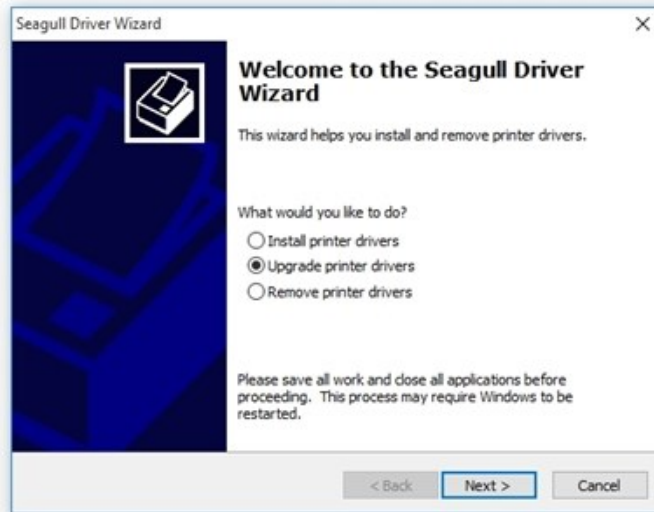 Seagull Driver Wizard
Welcome to the Seagull Driver
Wizard
This wizard helps you install and remove printer drivers.
What would you like to do?
Install printer drivers
Upgrade printer drivers
Remove printer drivers
Please save all work and close all applications before
proceeding. This process may require Windows to be
restarted.
< Back Next > Cancel